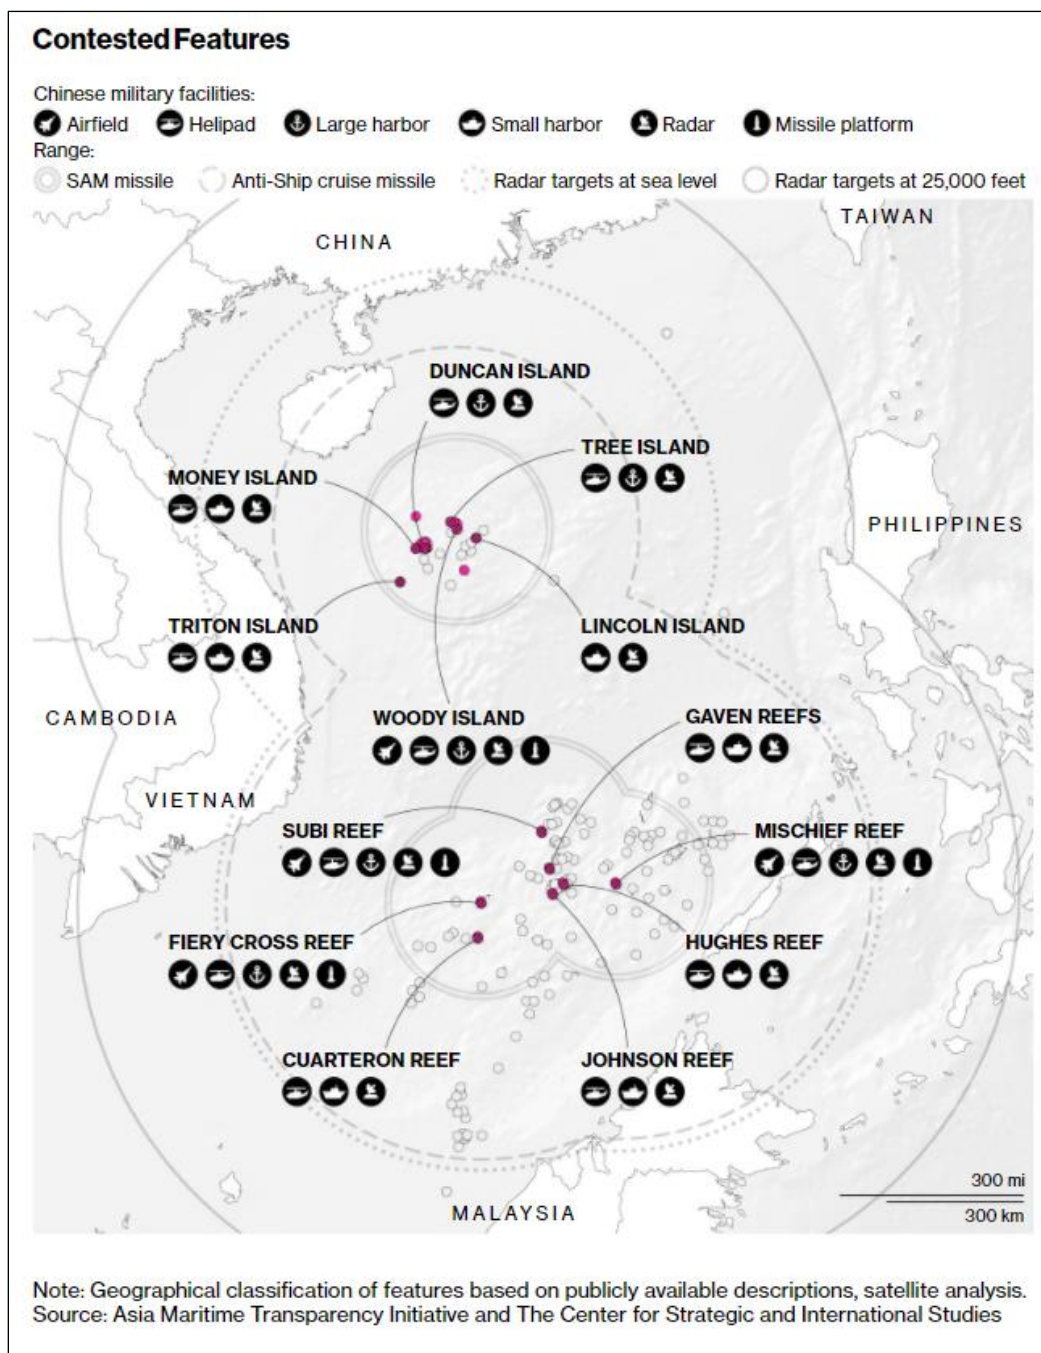 Contested Features
Chinese military facilities:
Airfield Helipad Large harbor Small harbor Radar Missile platform
Range:
SAM missile Anti-Ship cruise missile Radar targets at sea level Radar targets at 25,000 feet
TAIWAN
CHINA
DUNCAN ISLAND
TREE ISLAND
MONEY ISLAND
PHILIPPINES
TRITON ISLAND
LINCOLN ISLAND
WOODY ISLAND
GAVEN REEFS
CAMBODIA
VIETNAM
SUBI REEF
MISCHIEF REEF
FIERY CROSS REEF
HUGHES REEF
CUARTERON REEF
JOHNSON REEF
300 mi
300 km
MALAYSIA
Note: Geographical classification of features based on publicly available descriptions, satellite analysis.
Source: Asia Maritime Transparency Initiative and The Center for Strategic and International Studies